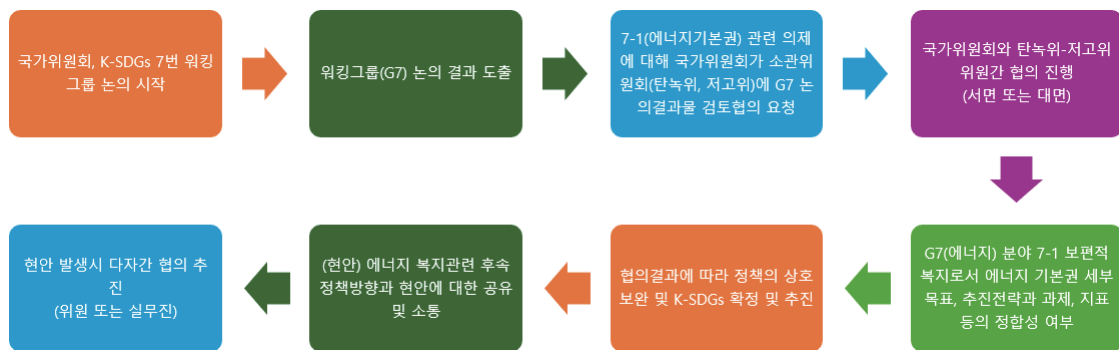 국가위원회, K-SDGs 7번 워킹
그룹 논의 시작
워킹그룹(G7) 논의 결과 도출
7-1(에너지기본권) 관련 의제
에 대해 국가위원회가 소관위
원회(탄녹위, 저고위)에 G7 논
의결과물 검토협의 요청
국가위원회와 탄녹위-저고위
위원간 협의 진행
(서면 또는 대면)
G7(에너지) 분야 7-1 보편적
복지로서 에너지 기본권 세부
목표, 추진전략과 과제, 지표
등의 정합성 여부
협의결과에 따라 정책의 상호
보완 및 K-SDGs 확정 및 추진
(현안) 에너지 복지관련 후속
정책방향과 현안에 대한 공유
및 소통
현안 발생시 다자간 협의 추
진
(위원 또는 실무진)